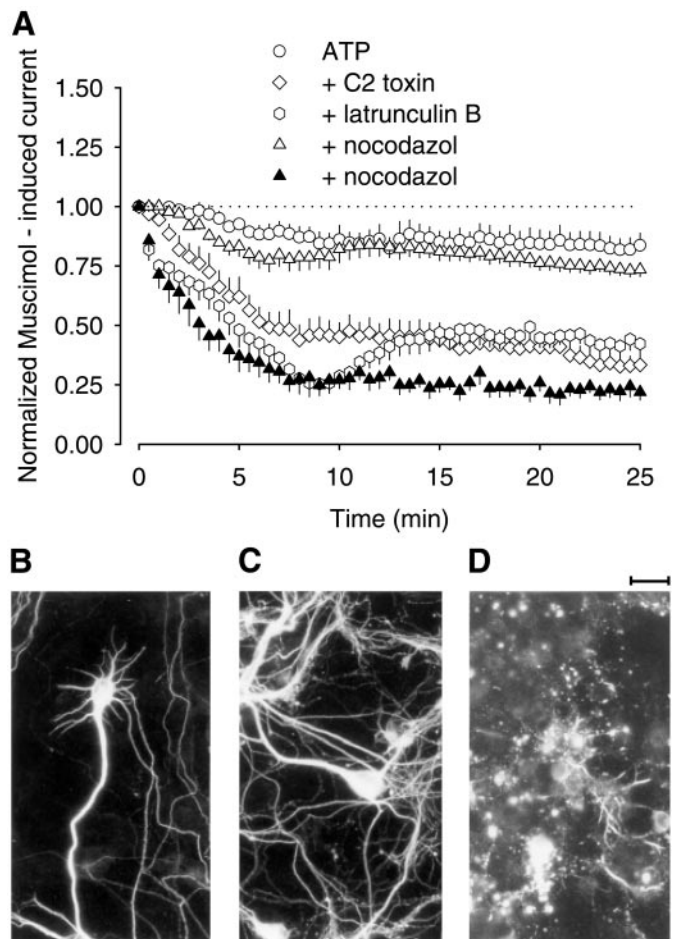 A
ATP
+ C2 toxin
+ latrunculin B
+ nocodazol
+ nocodazol
Normalized Muscimol - induced current
1.50
1.25
1.00
0.75
0.50
0.25
0.00
0 5 10 15 20 25
Time (min)
B C D